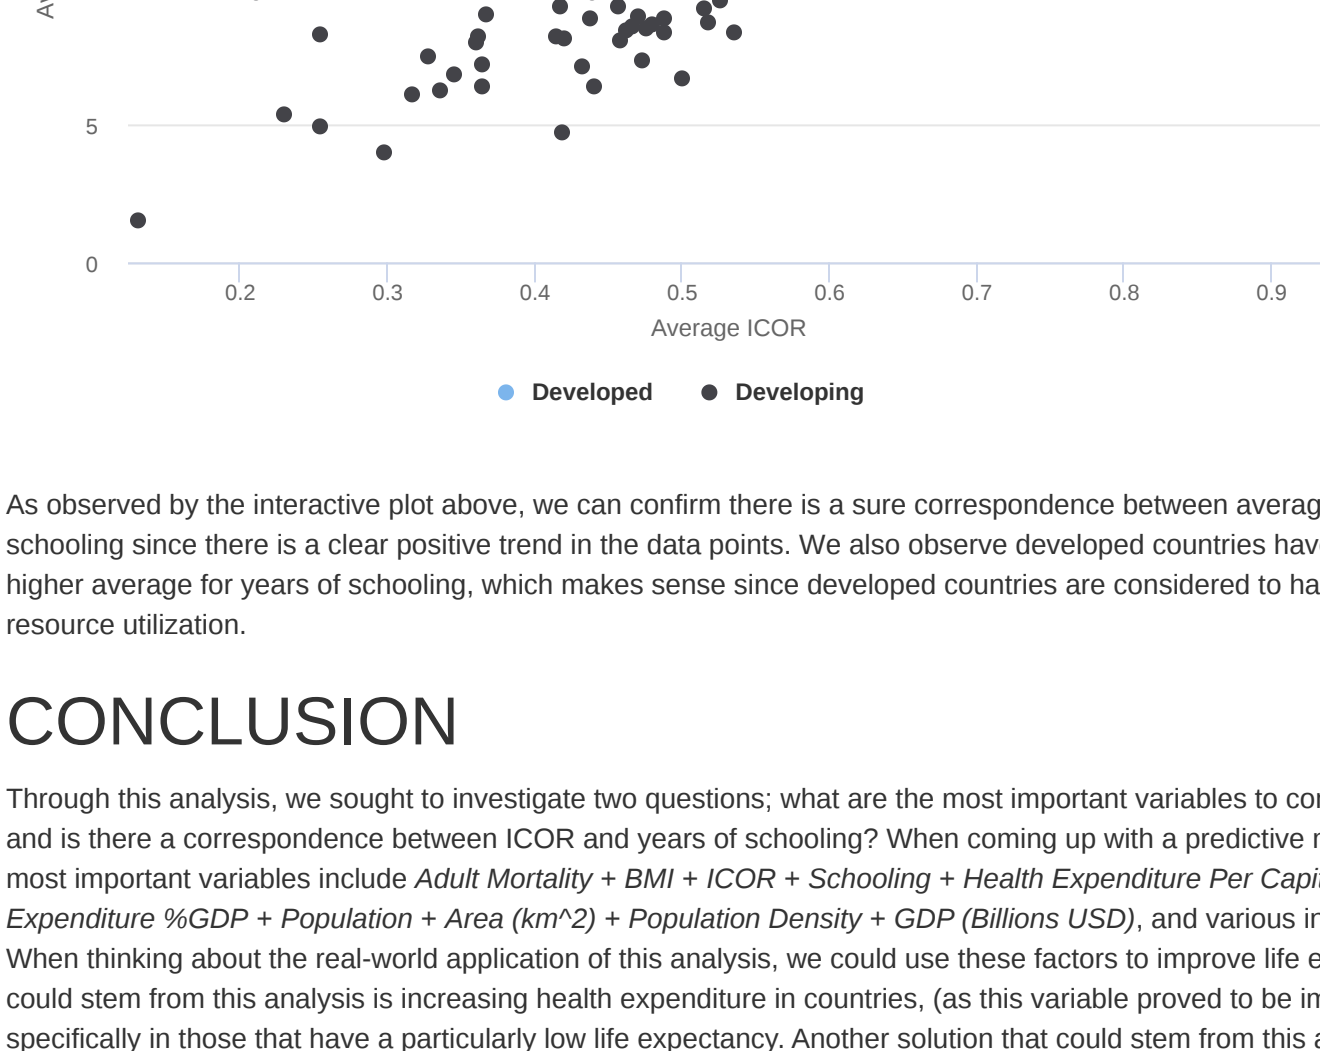 5
0
0.2 0.3 0.4 0.5 0.6 0.7 0.8 0.9
Average ICOR
Developed Developing
As observed by the interactive plot above, we can confirm there is a sure correspondence between averag
schooling since there is a clear positive trend in the data points. We also observe developed countries have
higher average for years of schooling, which makes sense since developed countries are considered to ha
resource utilization.
CONCLUSION
Through this analysis, we sought to investigate two questions; what are the most important variables to
and is there a correspondence between ICOR and years of schooling? When coming up with a predictive
most important variables include Adult Mortality + BMI + ICOR + Schooling + Health Expenditure Per Capit
Expenditure %GDP + Population + Area (km^2) + Population Density + GDP (Billions USD), and various
When thinking about the real-world application of this analysis, we could use these factors to improve life
could stem from this analysis is increasing health expenditure in countries, (as this variable proved to be
specifically in those that have a particularly low life expectancy. Another solution that could stem from this